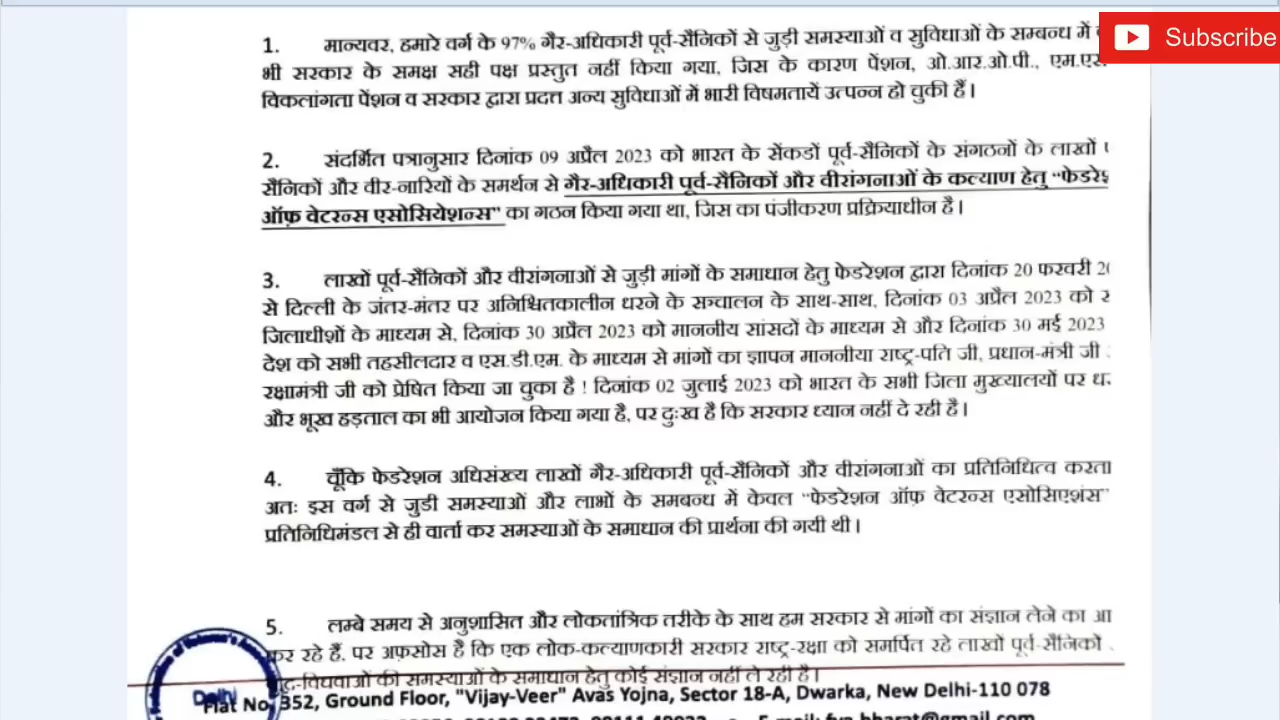 Subscribe
1. मान्यवर, हमारे वर्ग के 97% गैर-अधिकारी पूर्व-सैनिकों से जुड़ी समस्याओं व सुविधाओं के सम्बन्ध में
भी सरकार के समक्ष सही पक्ष प्रस्तुत नहीं किया गया, जिस के कारण पेंशन, ओ.आर.ओ.पी., एम.एस
विकलांगता पेंशन व सरकार द्वारा प्रदत्त अन्य सुविधाओं में भारी विषमतायें उत्पन्न हो चुकी हैं।
2. संदर्भित पत्रानुसार दिनांक 09 अप्रैल 2023 को भारत के सेंकडों पूर्व-सैनिकों के संगठनों के लाखों
सैनिकों और वीर-नारियों के समर्थन से गैर-अधिकारी पूर्व-सैनिकों और वीरांगनाओं के कल्याण हेतु "फेडरे
ऑफ़ वेटरन्स एसोसियेशन्स" का गठन किया गया था, जिस का पंजीकरण प्रक्रियाधीन है।
3. लाखों पूर्व-सैनिकों और वीरांगनाओं से जुड़ी मांगों के समाधान हेतु फेडरेशन द्वारा दिनांक 20 फरवरी 20
से दिल्ली के जंतर-मंतर पर अनिश्चितकालीन धरने के सञ्चालन के साथ-साथ, दिनांक 03 अप्रैल 2023 को
जिलाधीशों के माध्यम से, दिनांक 30 अप्रैल 2023 को माननीय सांसदों के माध्यम से और दिनांक 30 मई 2023
देश को सभी तहसीलदार व एस.डी.एम. के माध्यम से मांगों का ज्ञापन माननीया राष्ट्र-पति जी, प्रधान-मंत्री जी
रक्षामंत्री जी को प्रेषित किया जा चुका है ! दिनांक 02 जुलाई 2023 को भारत के सभी जिला मुख्यालयों पर
और भूख हड़ताल का भी आयोजन किया गया है, पर दुःख है कि सरकार ध्यान नहीं दे रही है।
4. चूँकि फेडरेशन अधिसंख्य लाखों गैर-अधिकारी पूर्व-सैनिकों और वीरांगनाओं का प्रतिनिधित्व करता
अतः इस वर्ग से जुडी समस्याओं और लाभों के समबन्ध में केवल "फेडरेशन ऑफ़ वेटरन्स एसोसिएशंस"
प्रतिनिधिमंडल से ही वार्ता कर समस्याओं के समाधान की प्रार्थना की गयी थी।
5. लम्बे समय से अनुशासित और लोकतांत्रिक तरीके के साथ हम सरकार से मांगों का संज्ञान लेने का आ
कर रहे हैं, पर अफ़सोस है कि एक लोक-कल्याणकारी सरकार राष्ट्र-रक्षा को समर्पित रहे लाखों पूर्व-सैनिकों
की समस्याओं के समाधान हेतु कोई संज्ञान नहीं ले रही है।
Delhi
Flat No. 352, Ground Floor, "Vijay-Veer" Avas Yojna, Sector 18-A, Dwarka, New Delhi-110 078